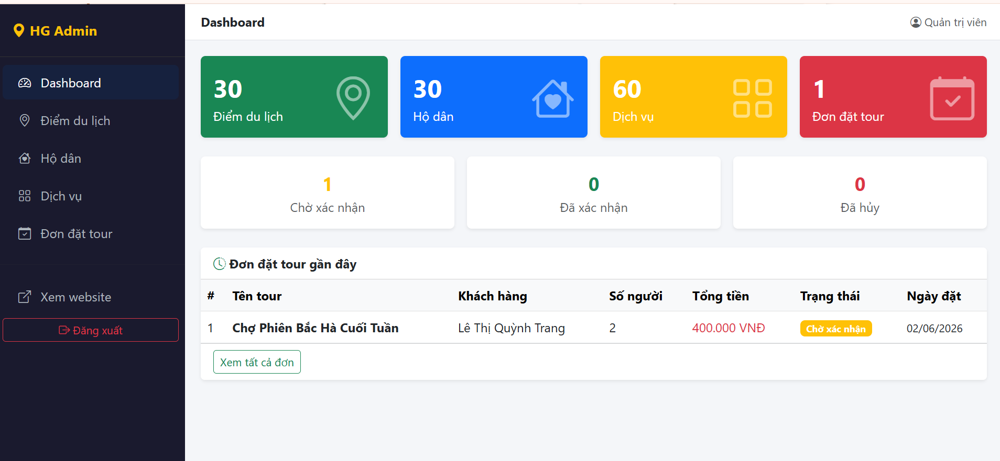 HG Admin
Dashboard
Điểm du lịch
Hộ dân
Dịch vụ
Đơn đặt tour
Xem website
Đăng xuất
Dashboard
Quản trị viên
30
Điểm du lịch
30
Hộ dân
60
Dịch vụ
1
Đơn đặt tour
1
Chờ xác nhận
0
Đã xác nhận
0
Đã hủy
Đơn đặt tour gần đây
# Tên tour Khách hàng Số người Tổng tiền Trạng thái Ngày đặt
1 Chợ Phiên Bắc Hà Cuối Tuần Lê Thị Quỳnh Trang 2 400.000 VNĐ Chờ xác nhận 02/06/2026
Xem tất cả đơn